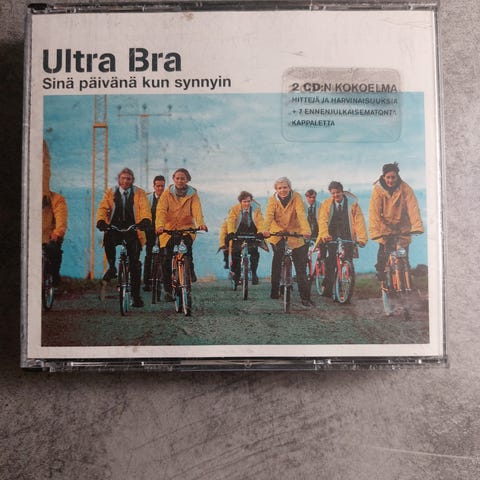 Ultra Bra
Sinä päivänä kun synnyin
2 CD:N KOKOELMA
HITTEJÄ JA HARVINAISUUKSIA
+ 7 ENNENJULKAISEMATONTA
KAPPALETTA